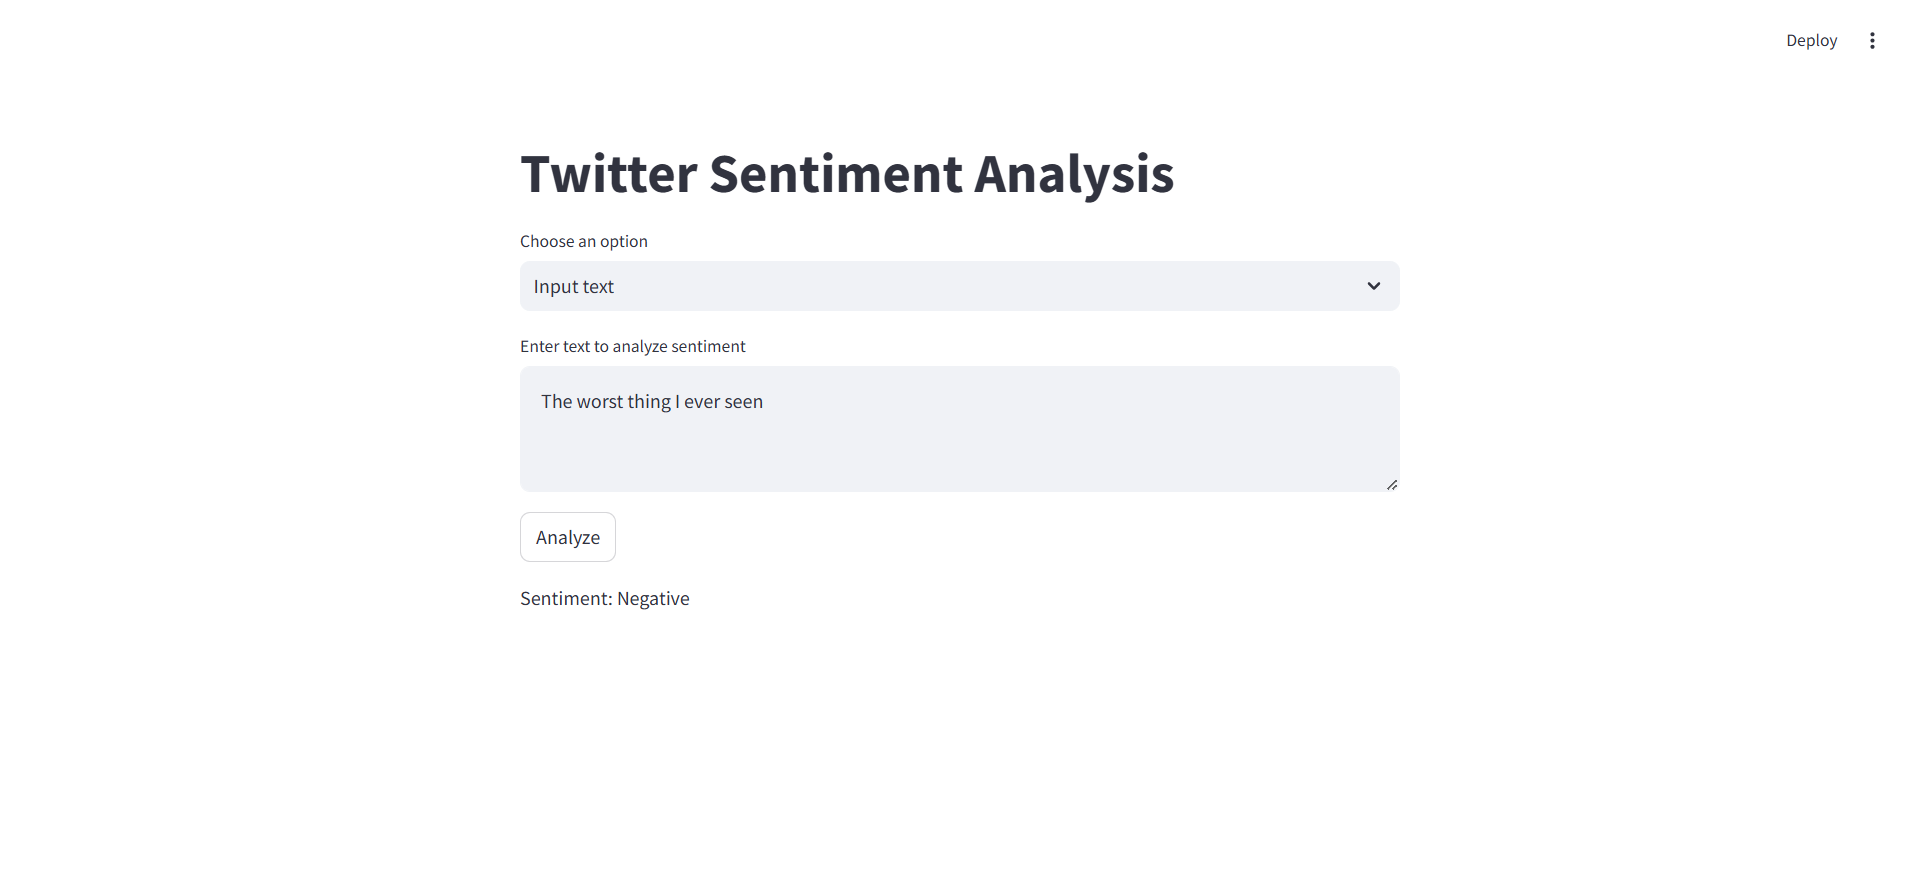 Deploy
Twitter Sentiment Analysis
Choose an option
Input text
Enter text to analyze sentiment
The worst thing I ever seen
Analyze
Sentiment: Negative